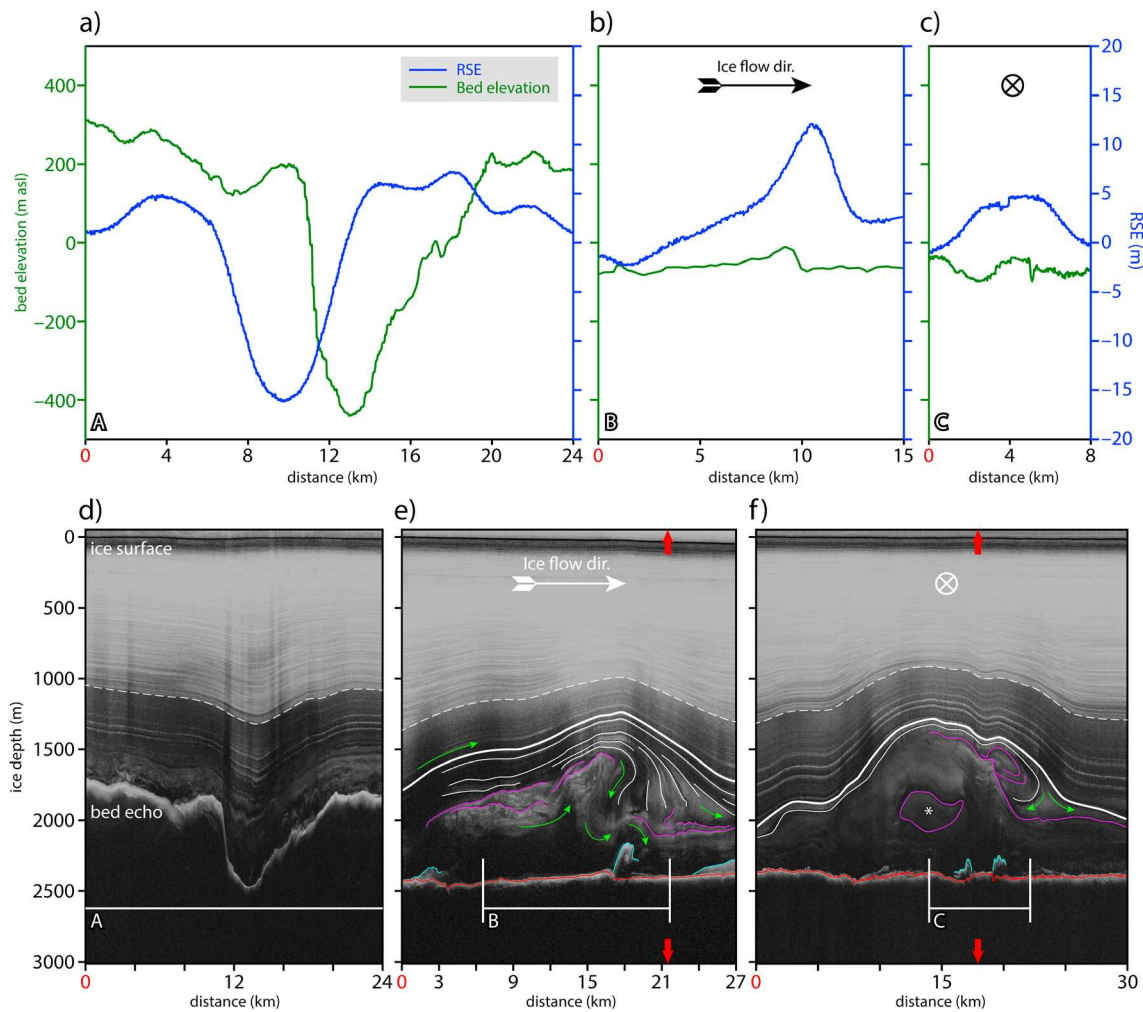 a)
b)
c)
RSE
Bed elevation
Ice flow dir.
400
200
0
−200
−400
bed elevation (m asl)
20
15
10
5
0
−5
−10
−15
−20
RSE (m)
A
B
C
0
4
8
12
16
20
24
distance (km)
0
5
10
15
distance (km)
0
4
8
distance (km)
d)
e)
f)
0
500
1000
1500
2000
2500
3000
ice depth (m)
ice surface
bed echo
A
Ice flow dir.
B
*
C
0
12
24
distance (km)
0
3
9
15
21
27
distance (km)
0
15
30
distance (km)